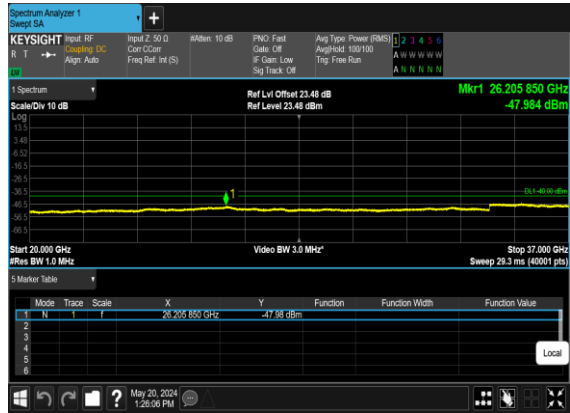 Spectrum Analyzer 1
Swept SA
+
KEYSIGHT Input: RF Input Z: 50 Ω #Atten: 10 dB PNO: Fast Avg Type: Power (RMS) 1 2 3 4 5 6
R T Coupling: DC Corr CCorr Gate: Off Avg|Hold: 100/100 A W W W W W
Align: Auto Freq Ref: Int (S) IF Gain: Low Trig: Free Run
Sig Track: Off A N N N N N
LXI
1 Spectrum Ref Lvl Offset 23.48 dB Mkr1 26.205 850 GHz
Scale/Div 10 dB Ref Level 23.48 dBm -47.984 dBm
Log
13.5
3.48
-6.52
-16.5
-26.5
-36.5 1 DL1 -40.00 dBm
-46.5
-56.5
-66.5
Start 20.000 GHz Video BW 3.0 MHz* Stop 37.000 GHz
#Res BW 1.0 MHz Sweep 29.3 ms (40001 pts)
5 Marker Table
Mode Trace Scale X Y Function Function Width Function Value
1 N 1 f 26.205 850 GHz -47.98 dBm
2
3
4
5
6
Local
? May 20, 2024
1:26:06 PM